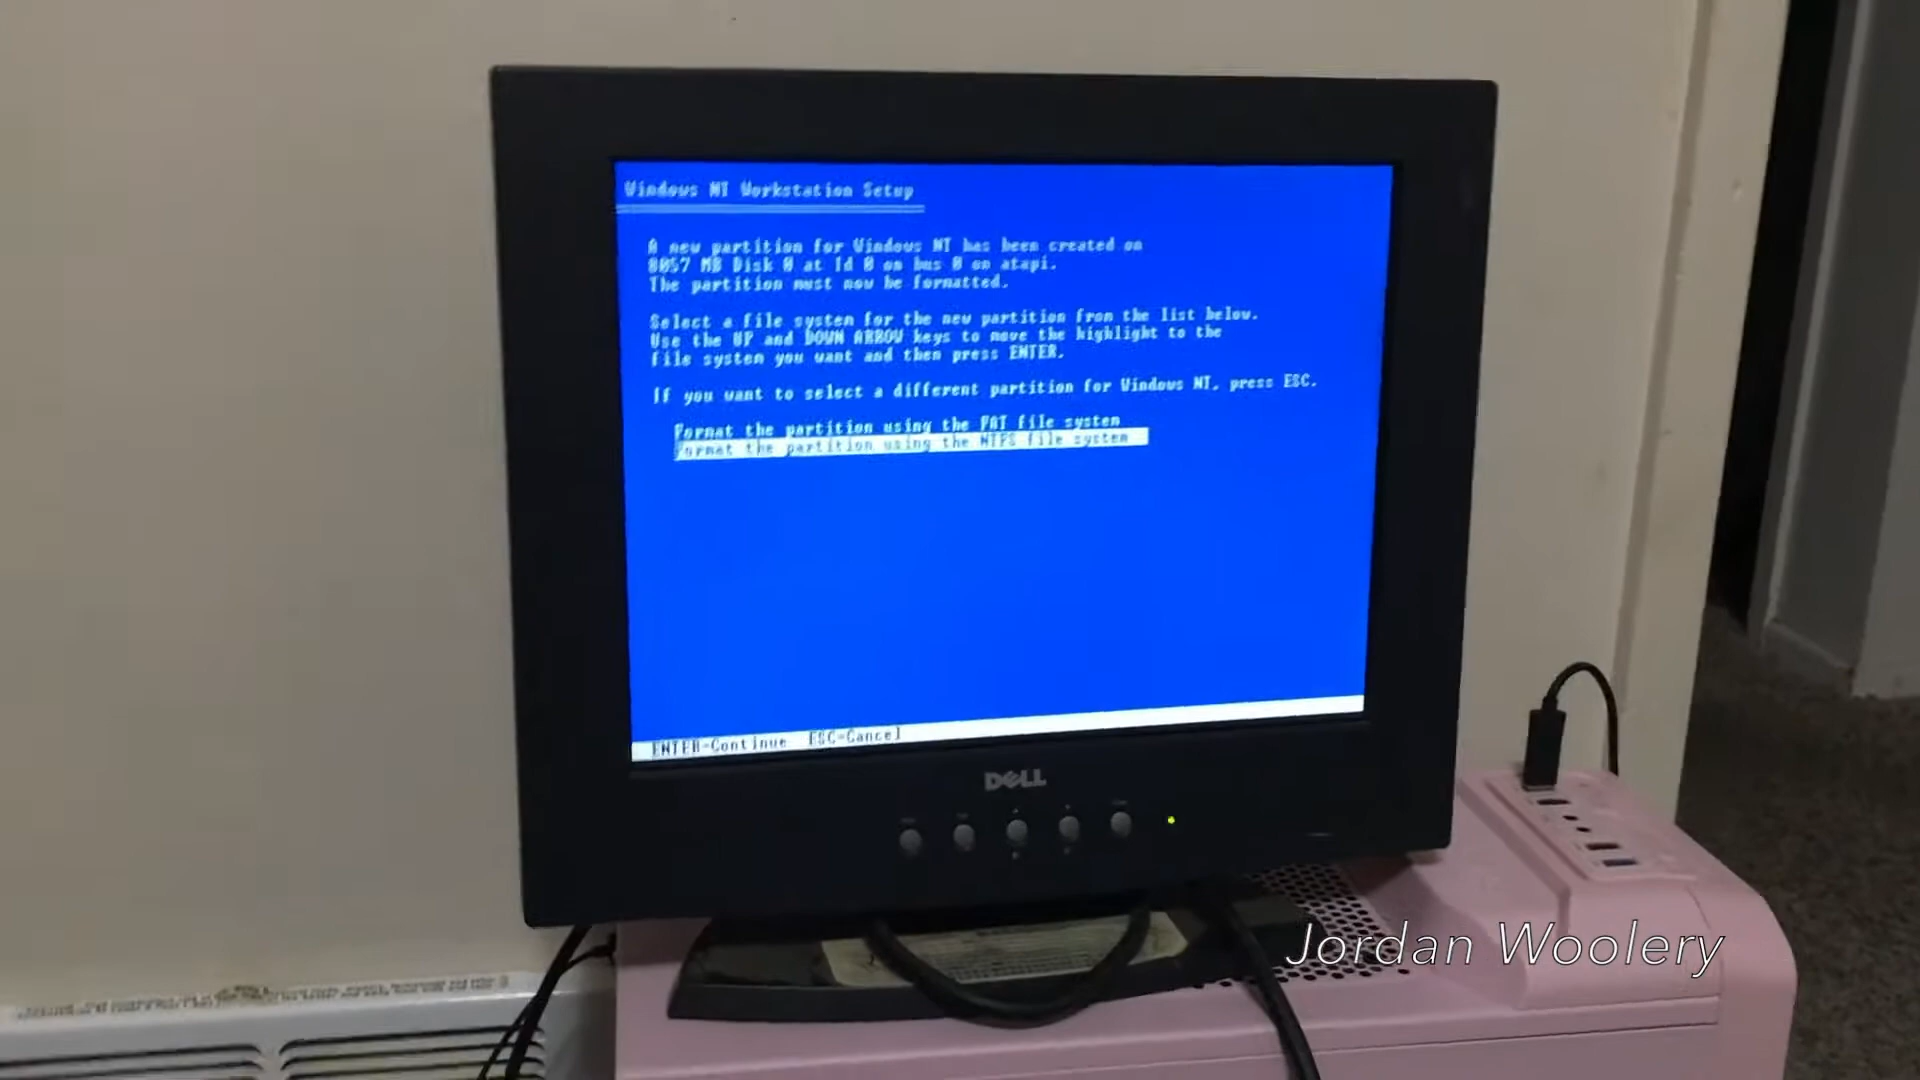 Windows NT Workstation Setup
A new partition for Windows NT has been created on
8057 MB Disk 0 at Id 0 on bus 0 on atapi.
The partition must now be formatted.
Select a file system for the new partition from the list below.
Use the UP and DOWN ARROW keys to move the highlight to the
file system you want and then press ENTER.
If you want to select a different partition for Windows NT, press ESC.
Format the partition using the FAT file system
Format the partition using the NTFS file system
ENTER=Continue ESC=Cancel
DELL
Jordan Woolery